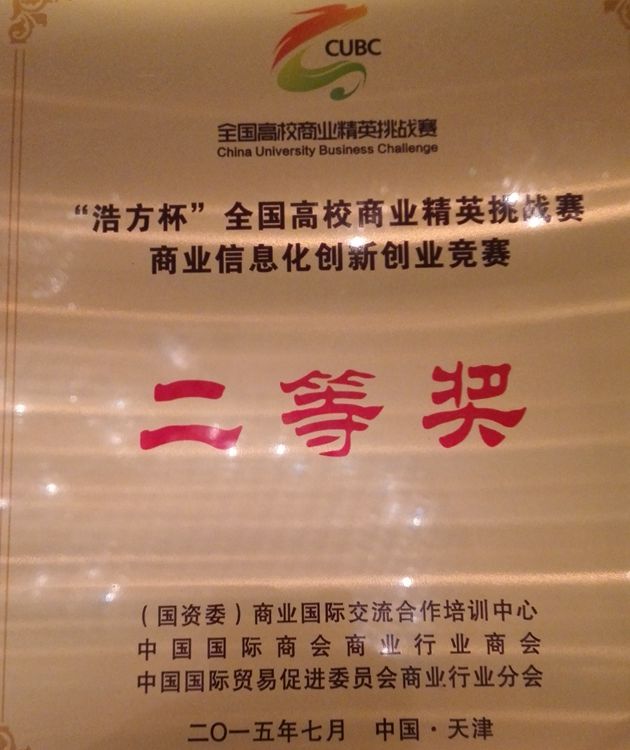 CUBC
全国高校商业精英挑战赛
China University Business Challenge
“浩方杯”全国高校商业精英挑战赛
商业信息化创新创业竞赛
二等奖
（国资委）商业国际交流合作培训中心
中国国际商会商业行业商会
中国国际贸易促进委员会商业行业分会
二〇一五年七月 中国·天津